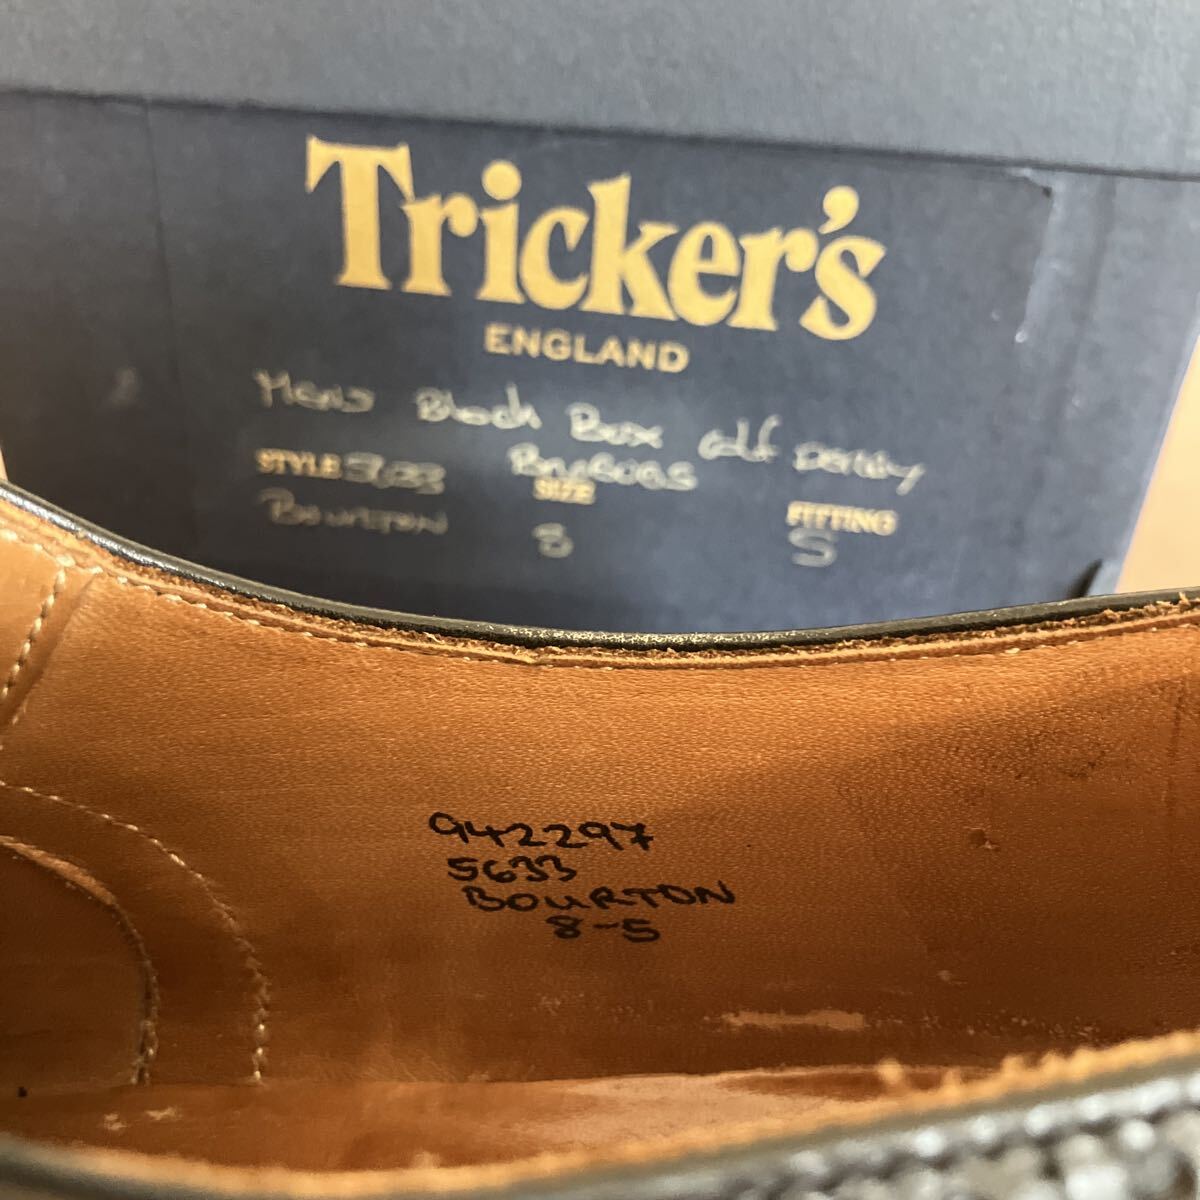 Tricker's
ENGLAND
Mens Black Box Calf Derby
Brogues
STYLE 5633 SIZE FITTING
Bourton 8 5
942297
5633
BOURTON
8-5